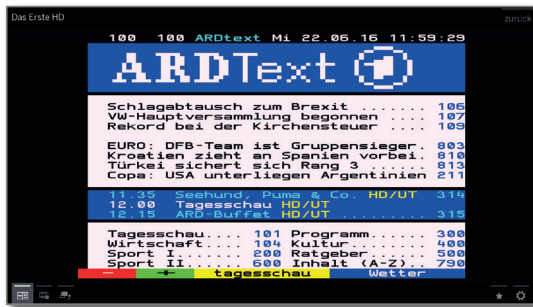 Das Erste HD
zurück
100 100 ARDtext Mi 22.06.16 11:59:29
ARDText 1
Schlagabtausch zum Brexit ...... 106
VW-Hauptversammlung begonnen .... 107
Rekord bei der Kirchensteuer .... 109
EURO: DFB-Team ist Gruppensieger. 803
Kroatien zieht an Spanien vorbei. 810
Türkei sichert sich Rang 3 ...... 813
Copa: USA unterliegen Argentinien 211
11.35 Seehund, Puma & Co. HD/UT 314
12.00 Tagesschau HD/UT
12.15 ARD-Buffet HD/UT ......... 315
Tagesschau.... 101 Programm..... 300
Wirtschaft.... 104 Kultur....... 400
Sport I....... 200 Ratgeber..... 500
Sport II...... 600 Inhalt (A-Z).. 790
- + tagesschau Wetter